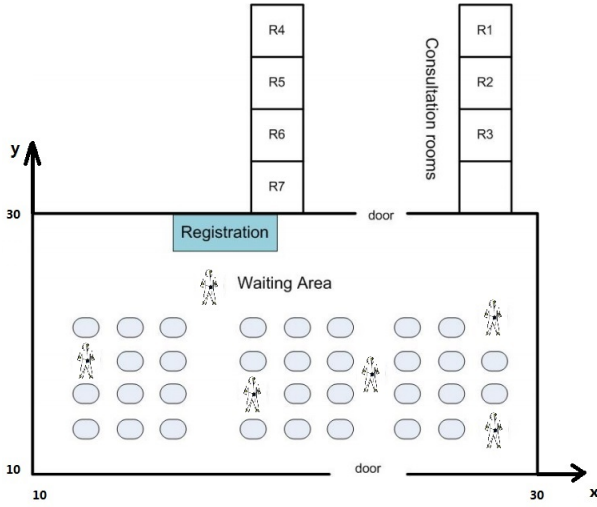 R4
R1
R5
R2
R6
R3
Consultation rooms
R7
y
30
door
Registration
Waiting Area
10
door
10
30
x